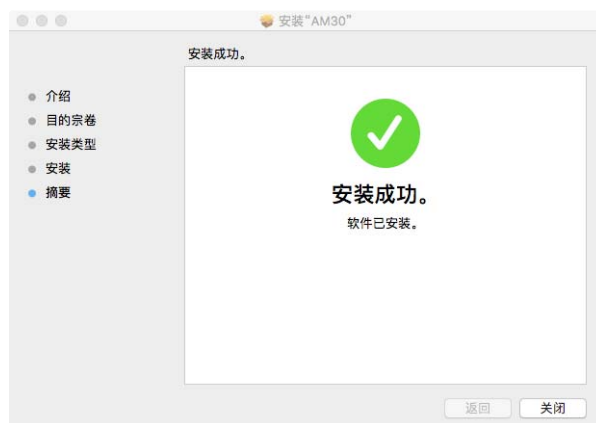 安装“AM30”
安装成功。
介绍
目的宗卷
安装类型
安装
摘要
安装成功。
软件已安装。
返回
关闭